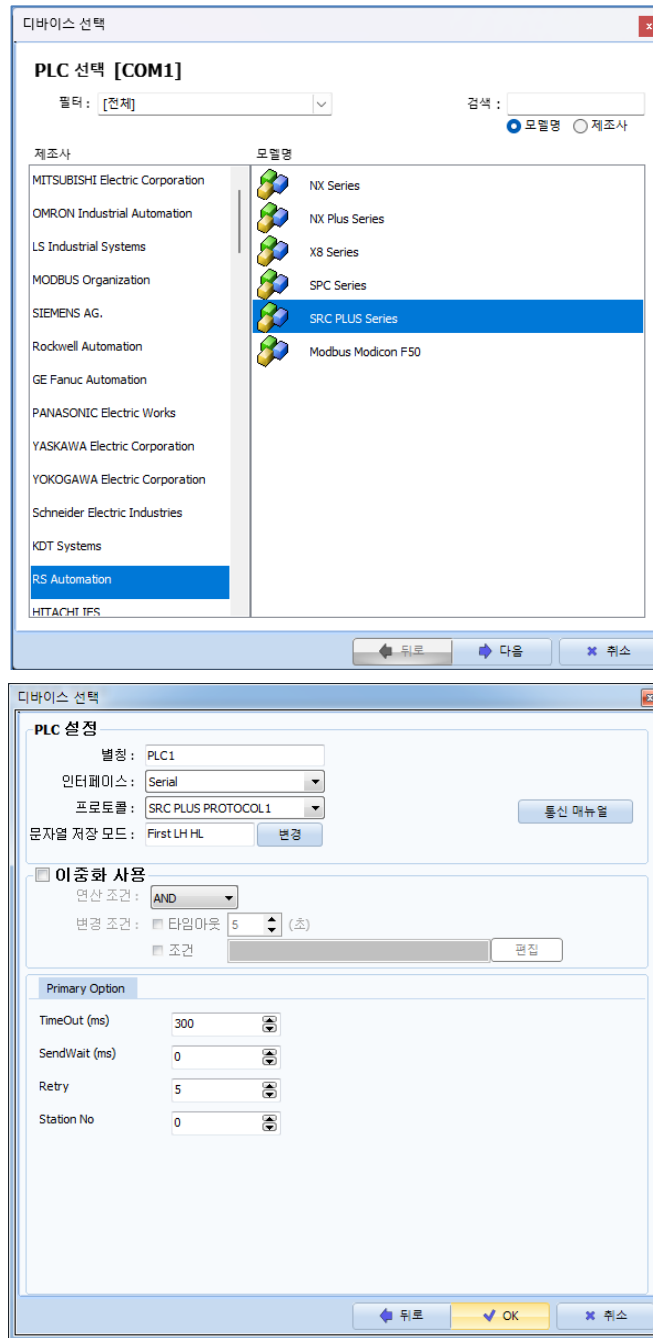 디바이스 선택
x
PLC 선택 [COM1]
필터 : [전체] 검색 :
모델명 제조사
제조사 모델명
MITSUBISHI Electric Corporation
OMRON Industrial Automation
LS Industrial Systems
MODBUS Organization
SIEMENS AG.
Rockwell Automation
GE Fanuc Automation
PANASONIC Electric Works
YASKAWA Electric Corporation
YOKOGAWA Electric Corporation
Schneider Electric Industries
KDT Systems
RS Automation
HITACHI IES
NX Series
NX Plus Series
X8 Series
SPC Series
SRC PLUS Series
Modbus Modicon F50
뒤로 다음 취소
디바이스 선택
PLC 설정
별칭 : PLC1
인터페이스 : Serial
프로토콜 : SRC PLUS PROTOCOL1 통신 매뉴얼
문자열 저장 모드 : First LH HL 변경
이중화 사용
연산 조건 : AND
변경 조건 : 타임아웃 5 (초)
조건 편집
Primary Option
TimeOut (ms) 300
SendWait (ms) 0
Retry 5
Station No 0
뒤로 OK 취소